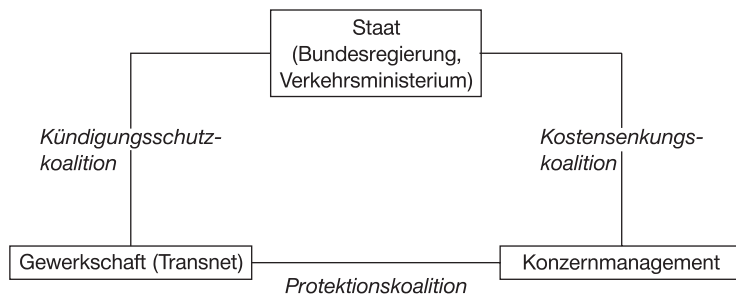 Staat
(Bundesregierung,
Verkehrsministerium)
Kündigungsschutz-
koalition
Kostensenkungs-
koalition
Gewerkschaft (Transnet)
Konzernmanagement
Protektionskoalition